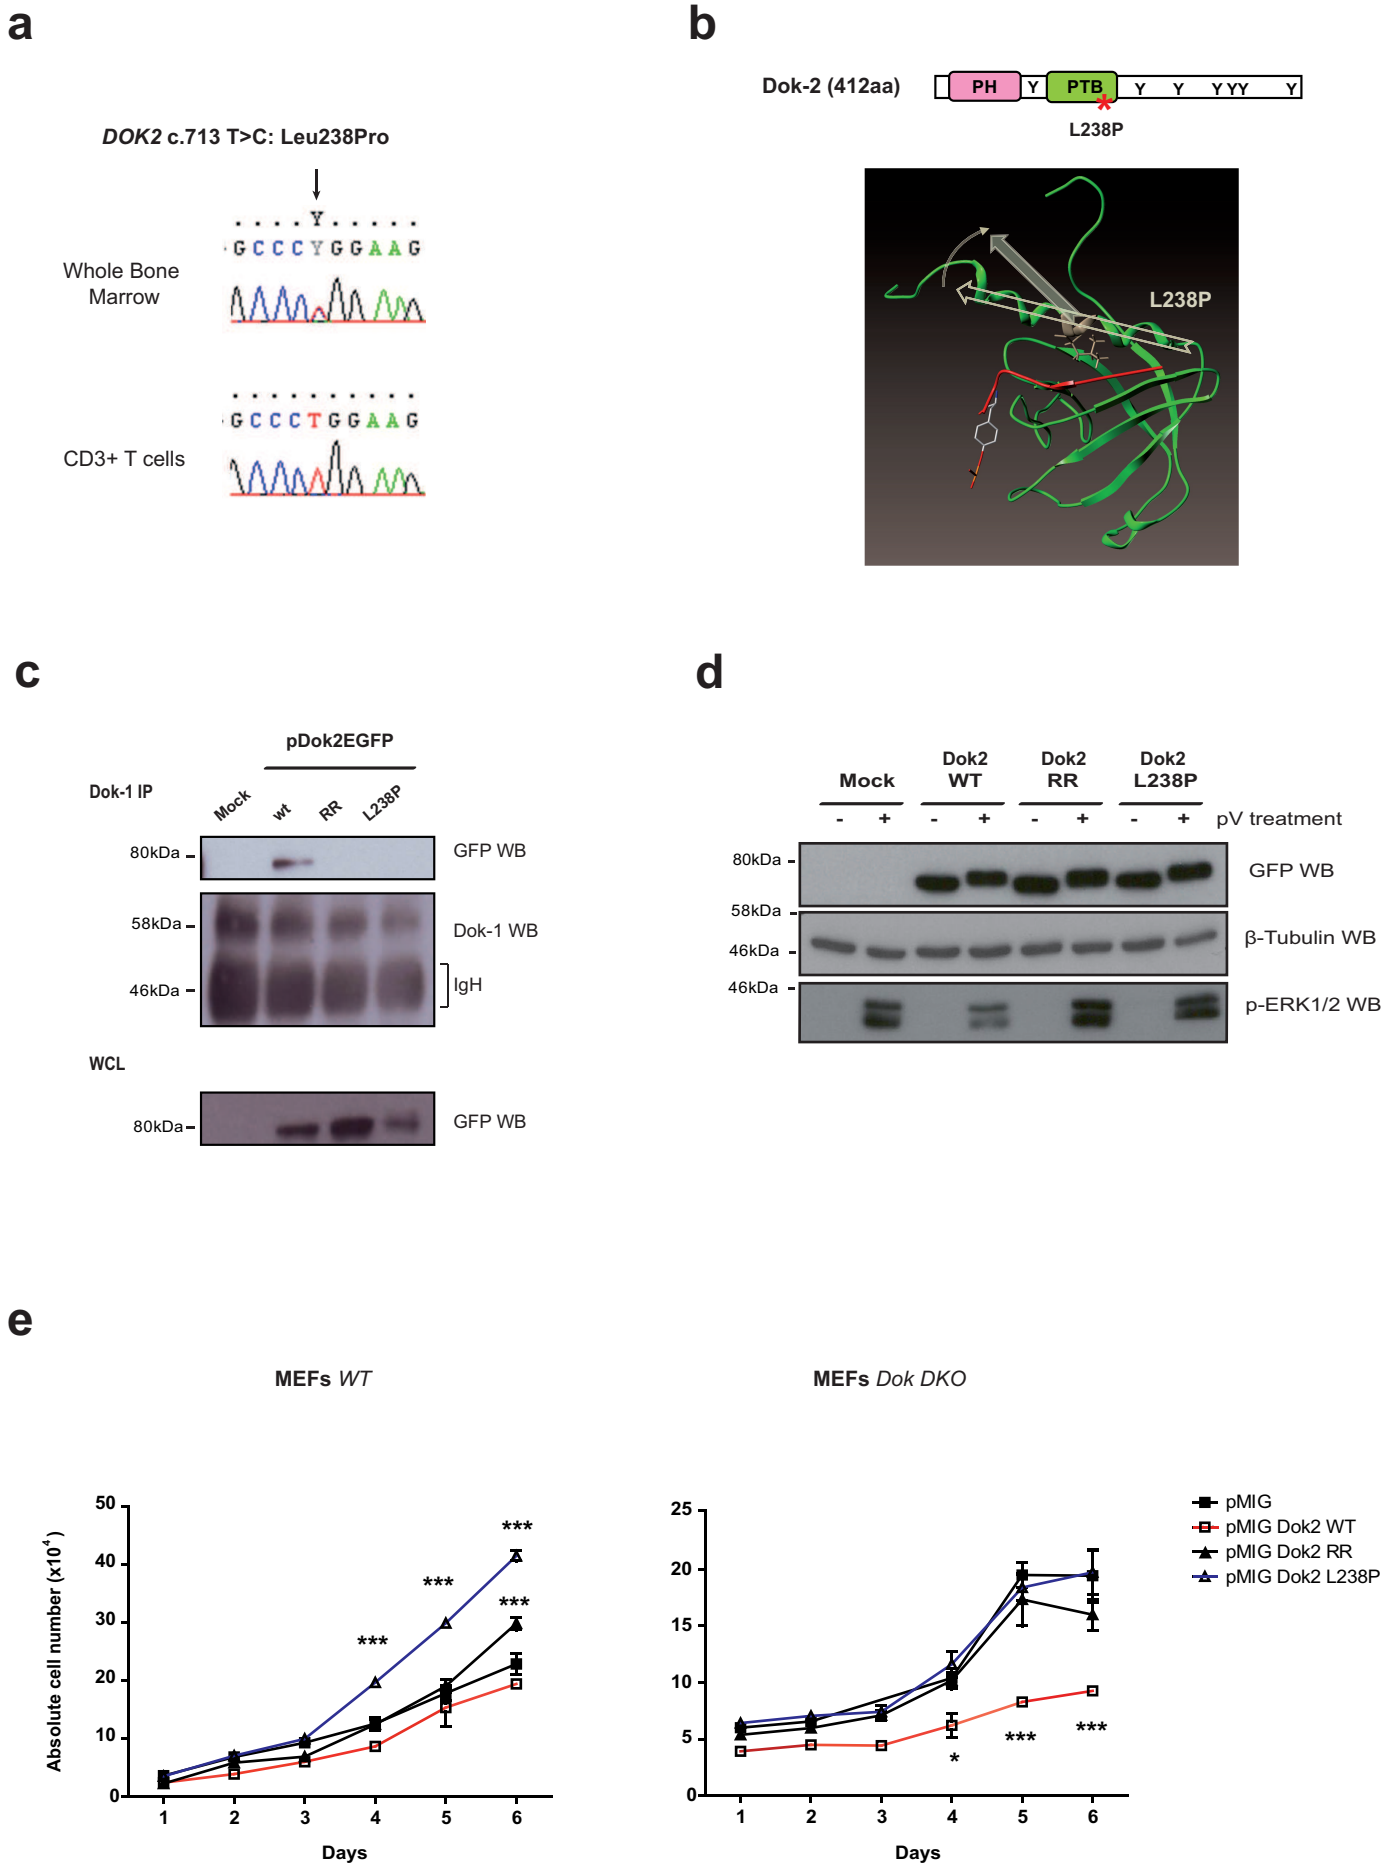 a
DOK2 c.713 T>C: Leu238Pro
Y
GCCCYGGAAG
Whole Bone
Marrow
GCCCTGGAAG
CD3+ T cells
b
Dok-2 (412aa)
PH Y PTB Y Y Y YY Y
*
L238P
L238P
c
pDok2EGFP
Dok-1 IP
Mock wt RR L238P
80kDa GFP WB
58kDa Dok-1 WB
46kDa IgH
WCL
80kDa GFP WB
d
Mock Dok2 WT Dok2 RR Dok2 L238P
- + - + - + - + pV treatment
80kDa GFP WB
58kDa
46kDa β-Tubulin WB
46kDa
p-ERK1/2 WB
e
MEFs WT
Absolute cell number (x10⁴)
50
40
30
20
10
0
***
***
***
***
1 2 3 4 5 6
Days
MEFs Dok DKO
25
20
15
10
5
0
*
***
***
1 2 3 4 5 6
Days
pMIG
pMIG Dok2 WT
pMIG Dok2 RR
pMIG Dok2 L238P